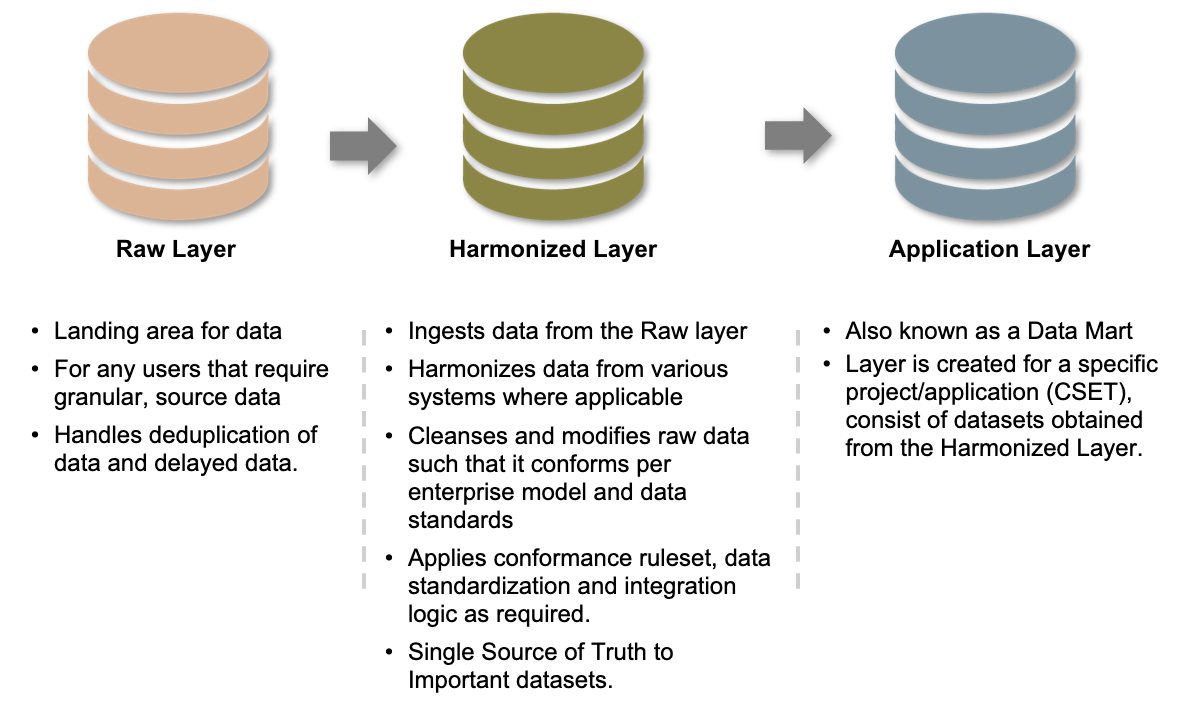 Raw Layer
Harmonized Layer
Application Layer
• Landing area for data
• For any users that require
granular, source data
• Handles deduplication of
data and delayed data.
• Ingests data from the Raw layer
• Harmonizes data from various
systems where applicable
• Cleanses and modifies raw data
such that it conforms per
enterprise model and data
standards
• Applies conformance ruleset, data
standardization and integration
logic as required.
• Single Source of Truth to
Important datasets.
• Also known as a Data Mart
• Layer is created for a specific
project/application (CSET),
consist of datasets obtained
from the Harmonized Layer.